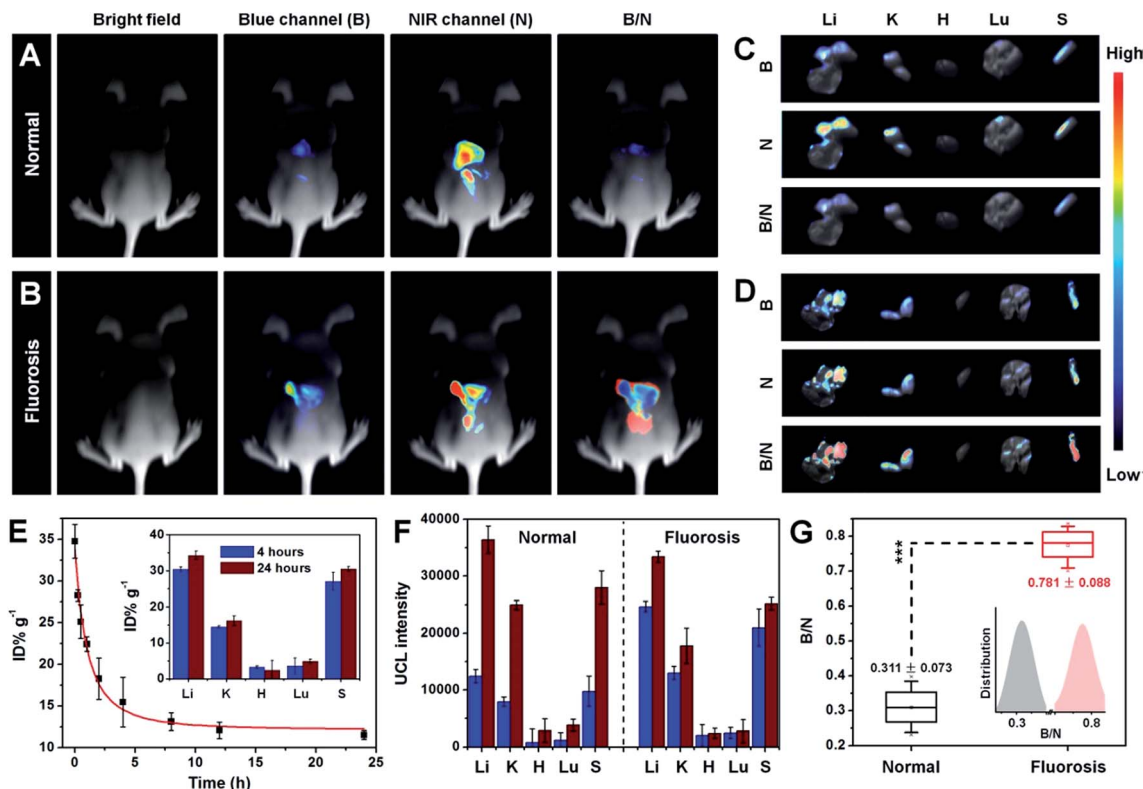 Bright field Blue channel (B) NIR channel (N) B/N
A
Normal
B
Fluorosis
Li K H Lu S
C
B
N
B/N
D
B
N
B/N
High
Low
E
ID% g-1
35
30
25
20
15
0 5 10 15 20 25
Time (h)
ID% g-1
40
30
20
10
0
4 hours
24 hours
Li K H Lu S
F
UCL intensity
40000
30000
20000
10000
0
Normal Fluorosis
Li K H Lu S Li K H Lu S
G
B/N
0.8
0.7
0.6
0.5
0.4
0.3
0.2
***
0.781 ± 0.088
0.311 ± 0.073
Distribution
0.3 0.8
B/N
Normal Fluorosis